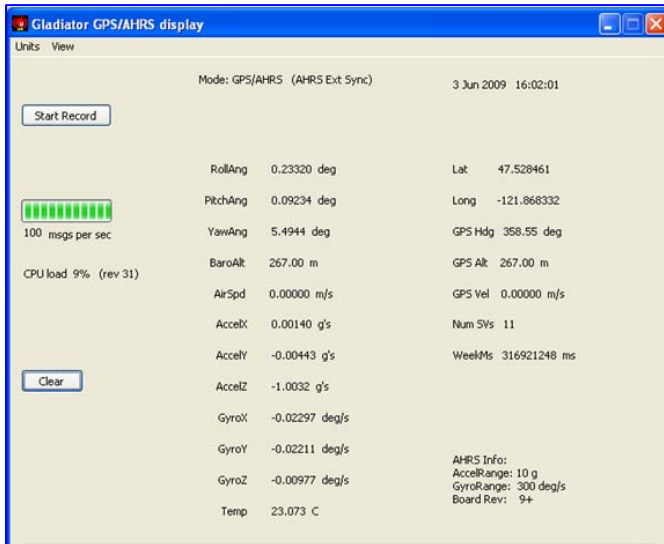 Gladiator GPS/AHRS display
Units View
Mode: GPS/AHRS (AHRS Ext Sync)
3 Jun 2009 16:02:01
Start Record
100 msgs per sec
CPU load 9% (rev 31)
Clear
RollAng 0.23320 deg
PitchAng 0.09234 deg
YawAng 5.4944 deg
BaroAlt 267.00 m
AirSpd 0.00000 m/s
AccelX 0.00140 g's
AccelY -0.00443 g's
AccelZ -1.0032 g's
GyroX -0.02297 deg/s
GyroY -0.02211 deg/s
GyroZ -0.00977 deg/s
Temp 23.073 C
Lat 47.528461
Long -121.868332
GPS Hdg 358.55 deg
GPS Alt 267.00 m
GPS Vel 0.00000 m/s
Num SVs 11
WeekMs 316921248 ms
AHRS Info:
AccelRange: 10 g
GyroRange: 300 deg/s
Board Rev: 9+